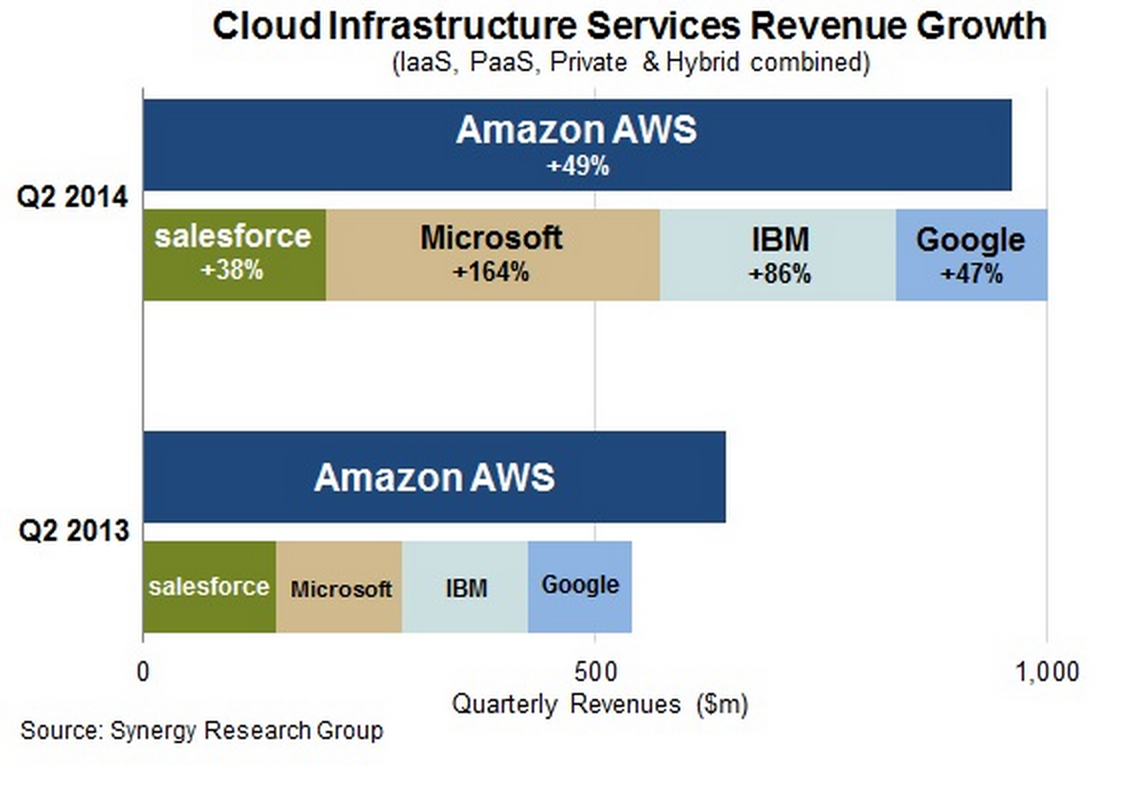 Cloud Infrastructure Services Revenue Growth
(IaaS, PaaS, Private & Hybrid combined)
Amazon AWS
+49%
Q2 2014
salesforce
+38%
Microsoft
+164%
IBM
+86%
Google
+47%
Amazon AWS
Q2 2013
salesforce
Microsoft
IBM
Google
0
500
1,000
Quarterly Revenues ($m)
Source: Synergy Research Group